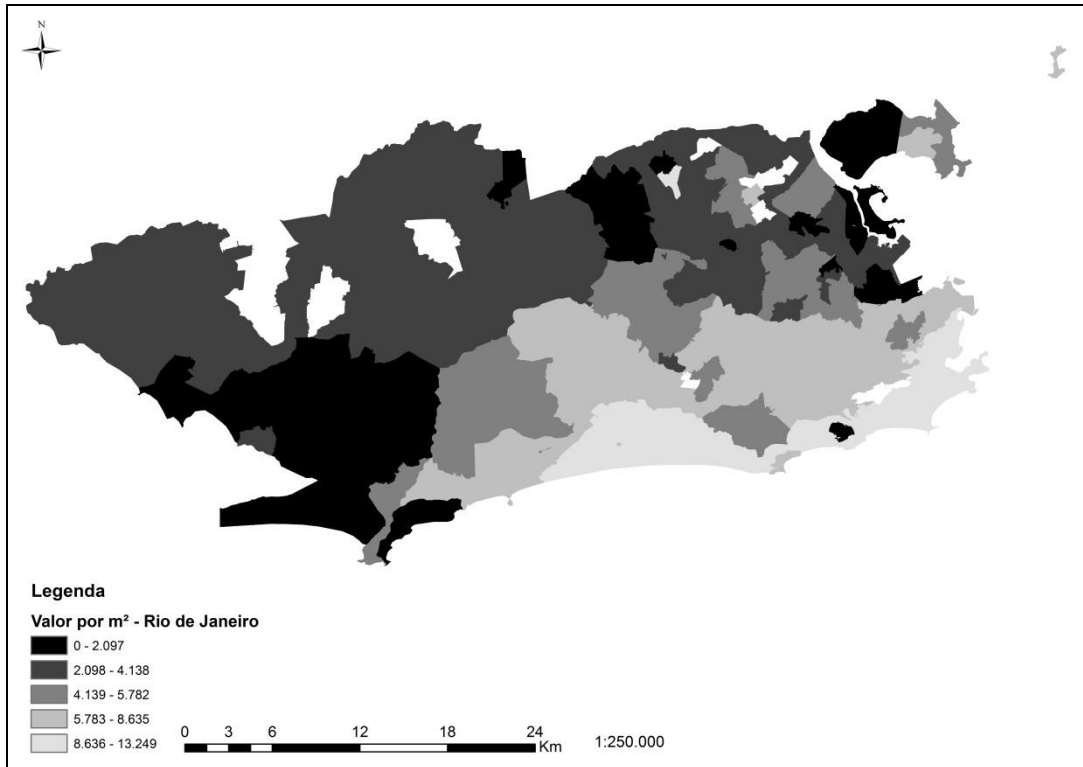 N
Legenda
Valor por m² - Rio de Janeiro
0 - 2.097
2.098 - 4.138
4.139 - 5.782
5.783 - 8.635
8.636 - 13.249
0 3 6 12 18 24
Km
1:250.000